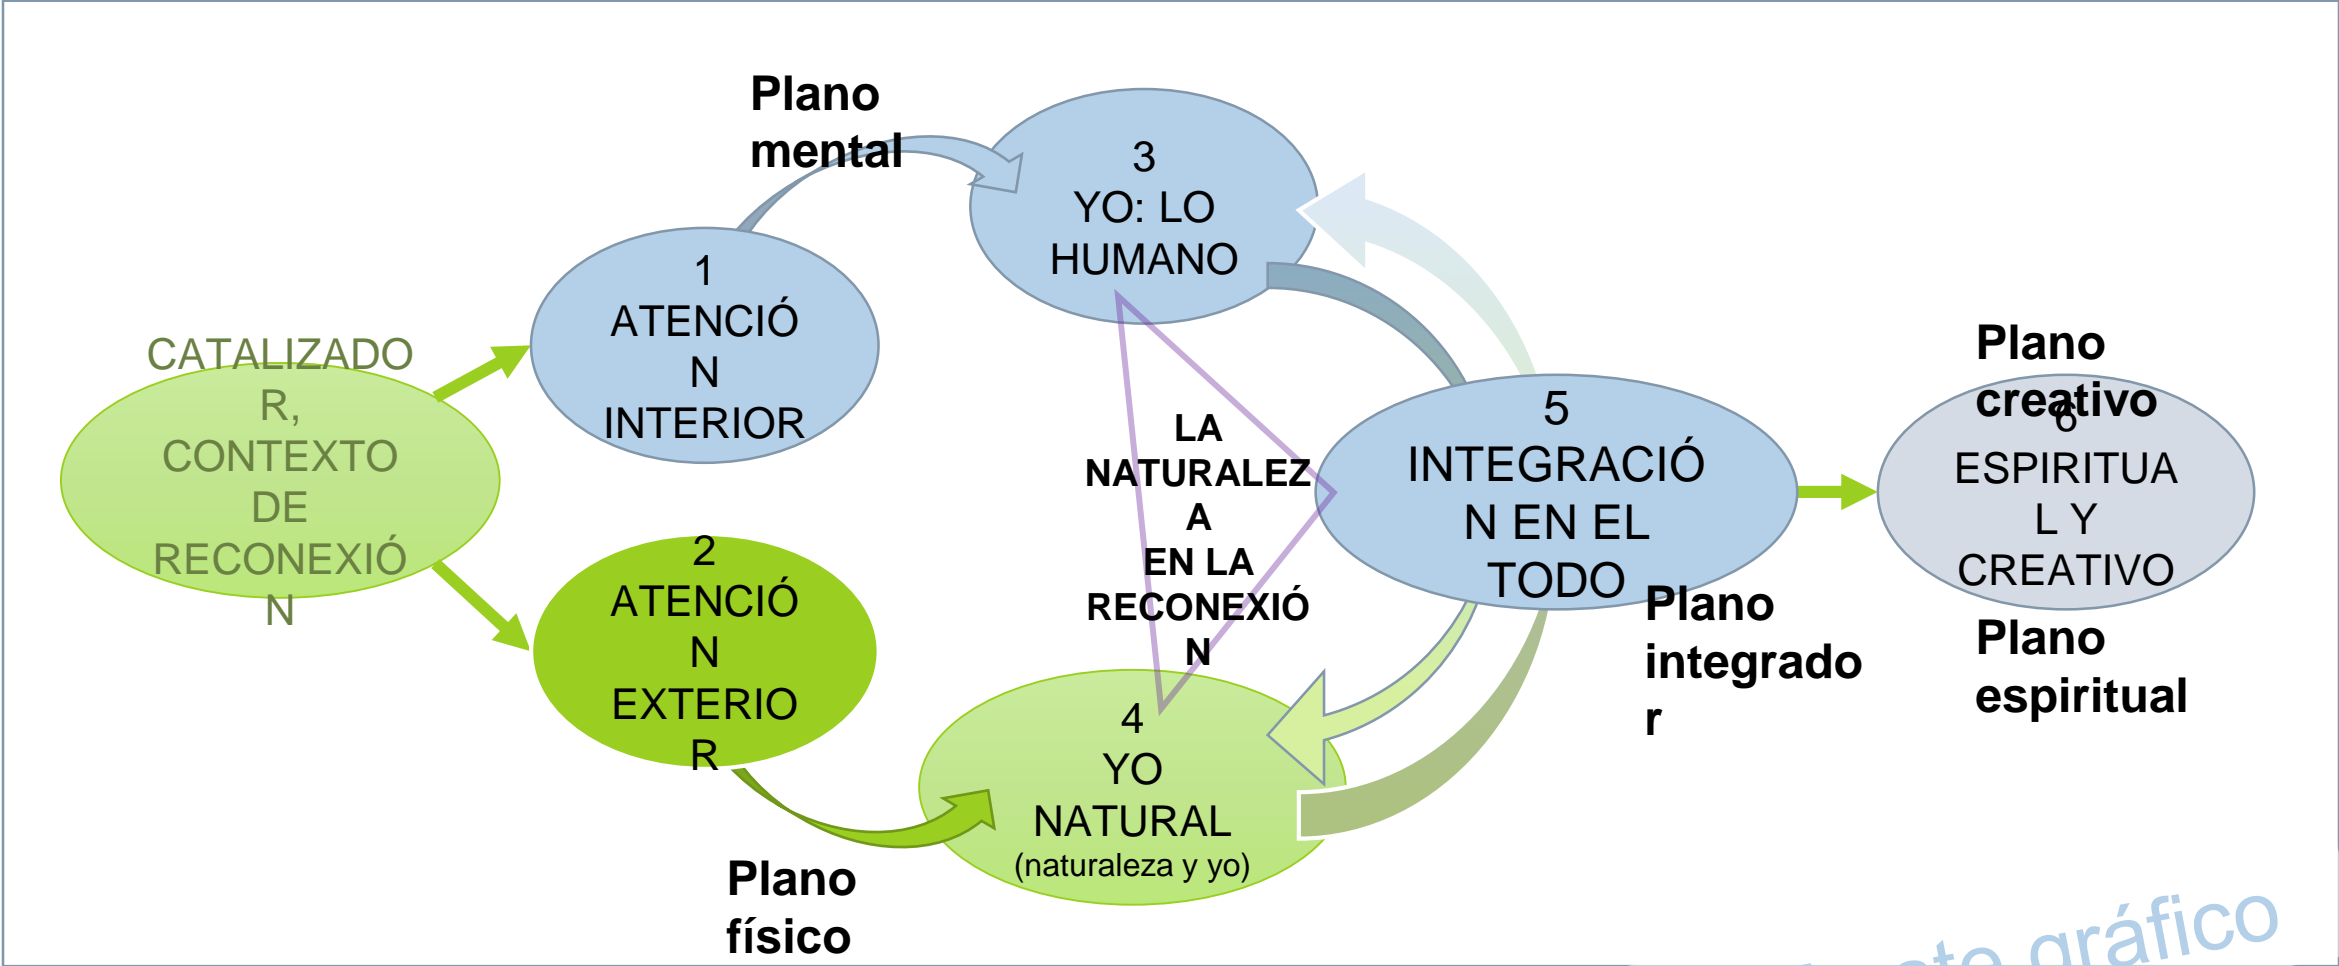 Plano
mental
3
YO: LO
HUMANO
1
ATENCIÓ
N
INTERIOR
CATALIZADO
R,
CONTEXTO
DE
RECONEXIÓ
N
2
ATENCIÓ
N
EXTERIO
R
LA
NATURALEZ
A
EN LA
RECONEXIÓ
N
5
INTEGRACIÓ
N EN EL
TODO
Plano
integrado
r
Plano
creativo
6
ESPIRITUA
L Y
CREATIVO
Plano
espiritual
4
YO
NATURAL
(naturaleza y yo)
Plano
físico
gráfico